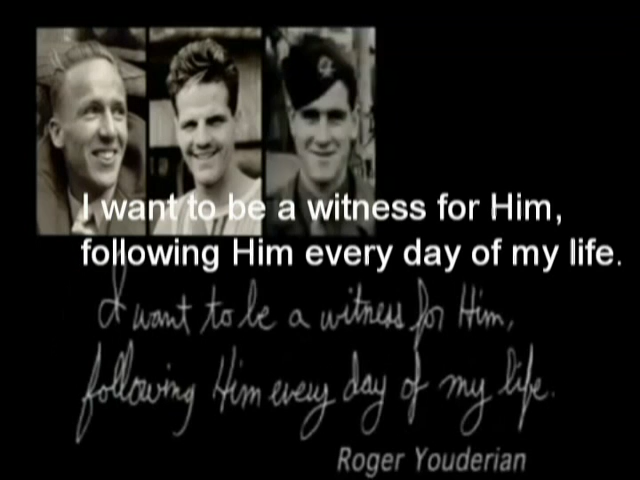 I want to be a witness for Him,
following Him every day of my life.
I want to be a witness for Him,
following Him every day of my life.
Roger Youderian